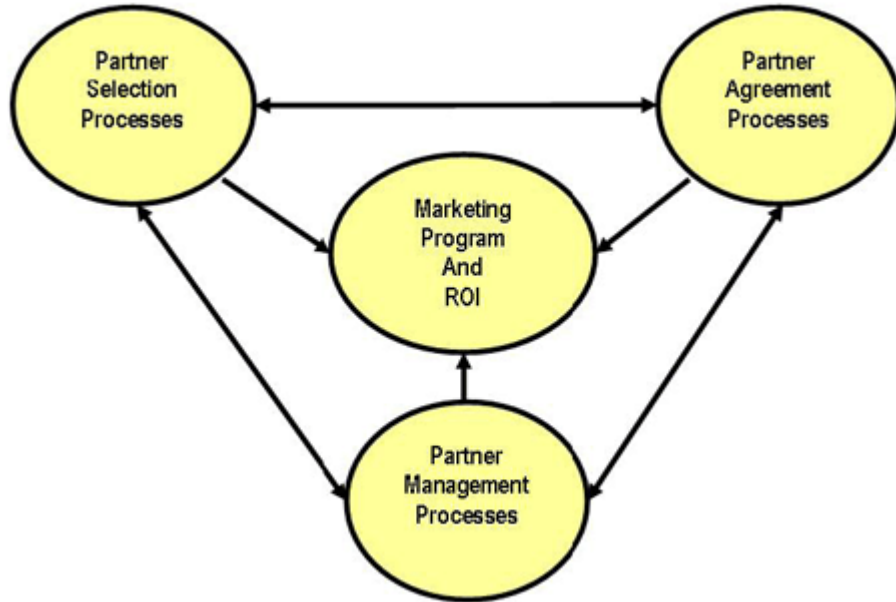 Partner
Selection
Processes
Partner
Agreement
Processes
Marketing
Program
And
ROI
Partner
Management
Processes